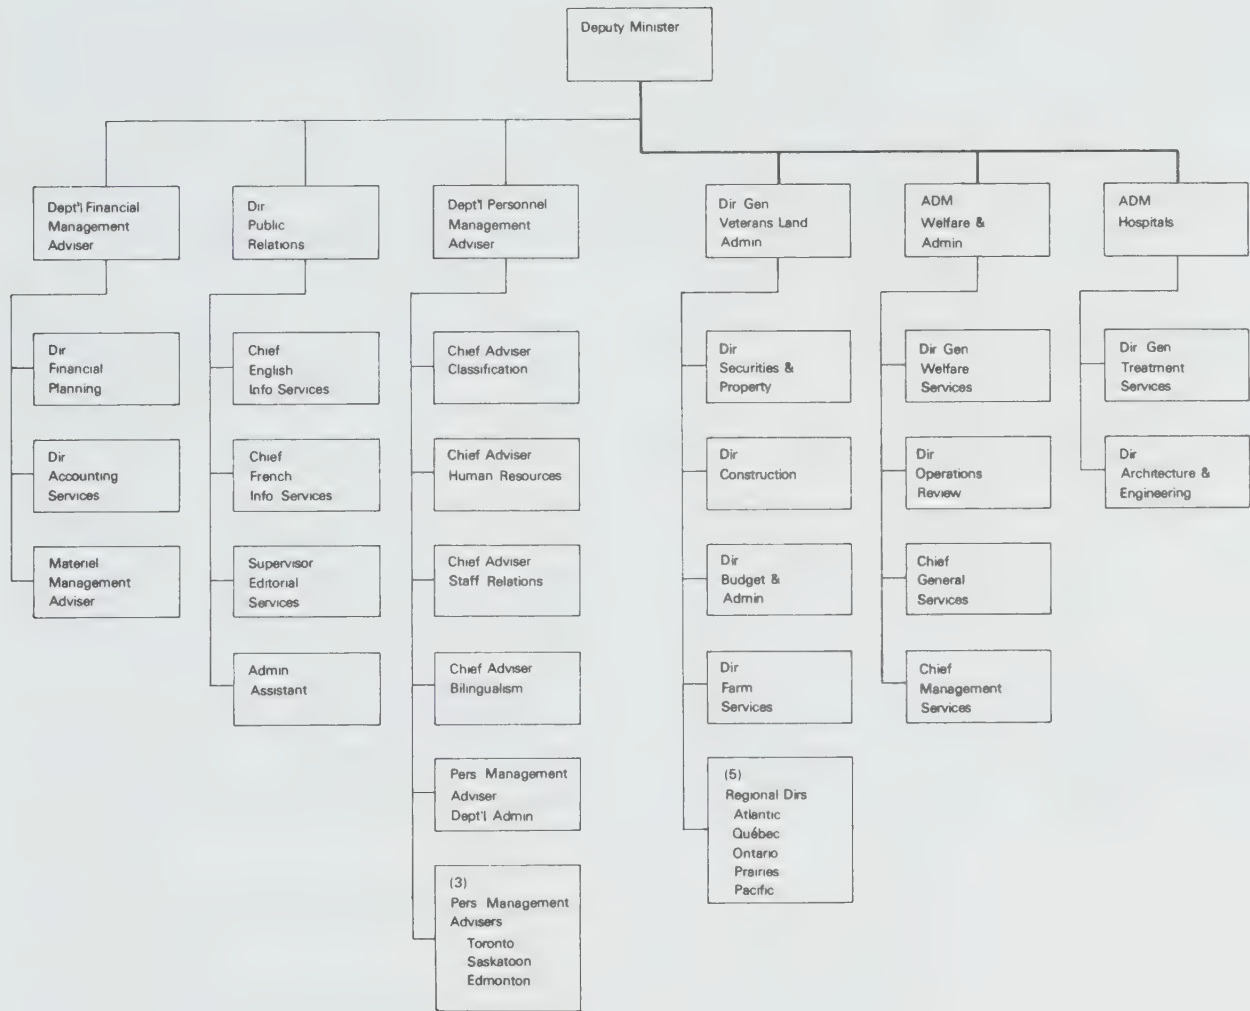 Deputy Minister
Dept'l Financial
Management
Adviser
Dir
Public
Relations
Dept'l Personnel
Management
Adviser
Dir Gen
Veterans Land
Admin
ADM
Welfare &
Admin
ADM
Hospitals
Dir
Financial
Planning
Dir
Accounting
Services
Materiel
Management
Adviser
Chief
English
Info Services
Chief
French
Info Services
Supervisor
Editorial
Services
Admin
Assistant
Chief Adviser
Classification
Chief Adviser
Human Resources
Chief Adviser
Staff Relations
Chief Adviser
Bilingualism
Pers Management
Adviser
Dept'l Admin
(3)
Pers Management
Advisers
Toronto
Saskatoon
Edmonton
Dir
Securities &
Property
Dir
Construction
Dir
Budget &
Admin
Dir
Farm
Services
(5)
Regional Dirs
Atlantic
Québec
Ontario
Prairies
Pacific
Dir Gen
Welfare
Services
Dir
Operations
Review
Chief
General
Services
Chief
Management
Services
Dir Gen
Treatment
Services
Dir
Architecture &
Engineering